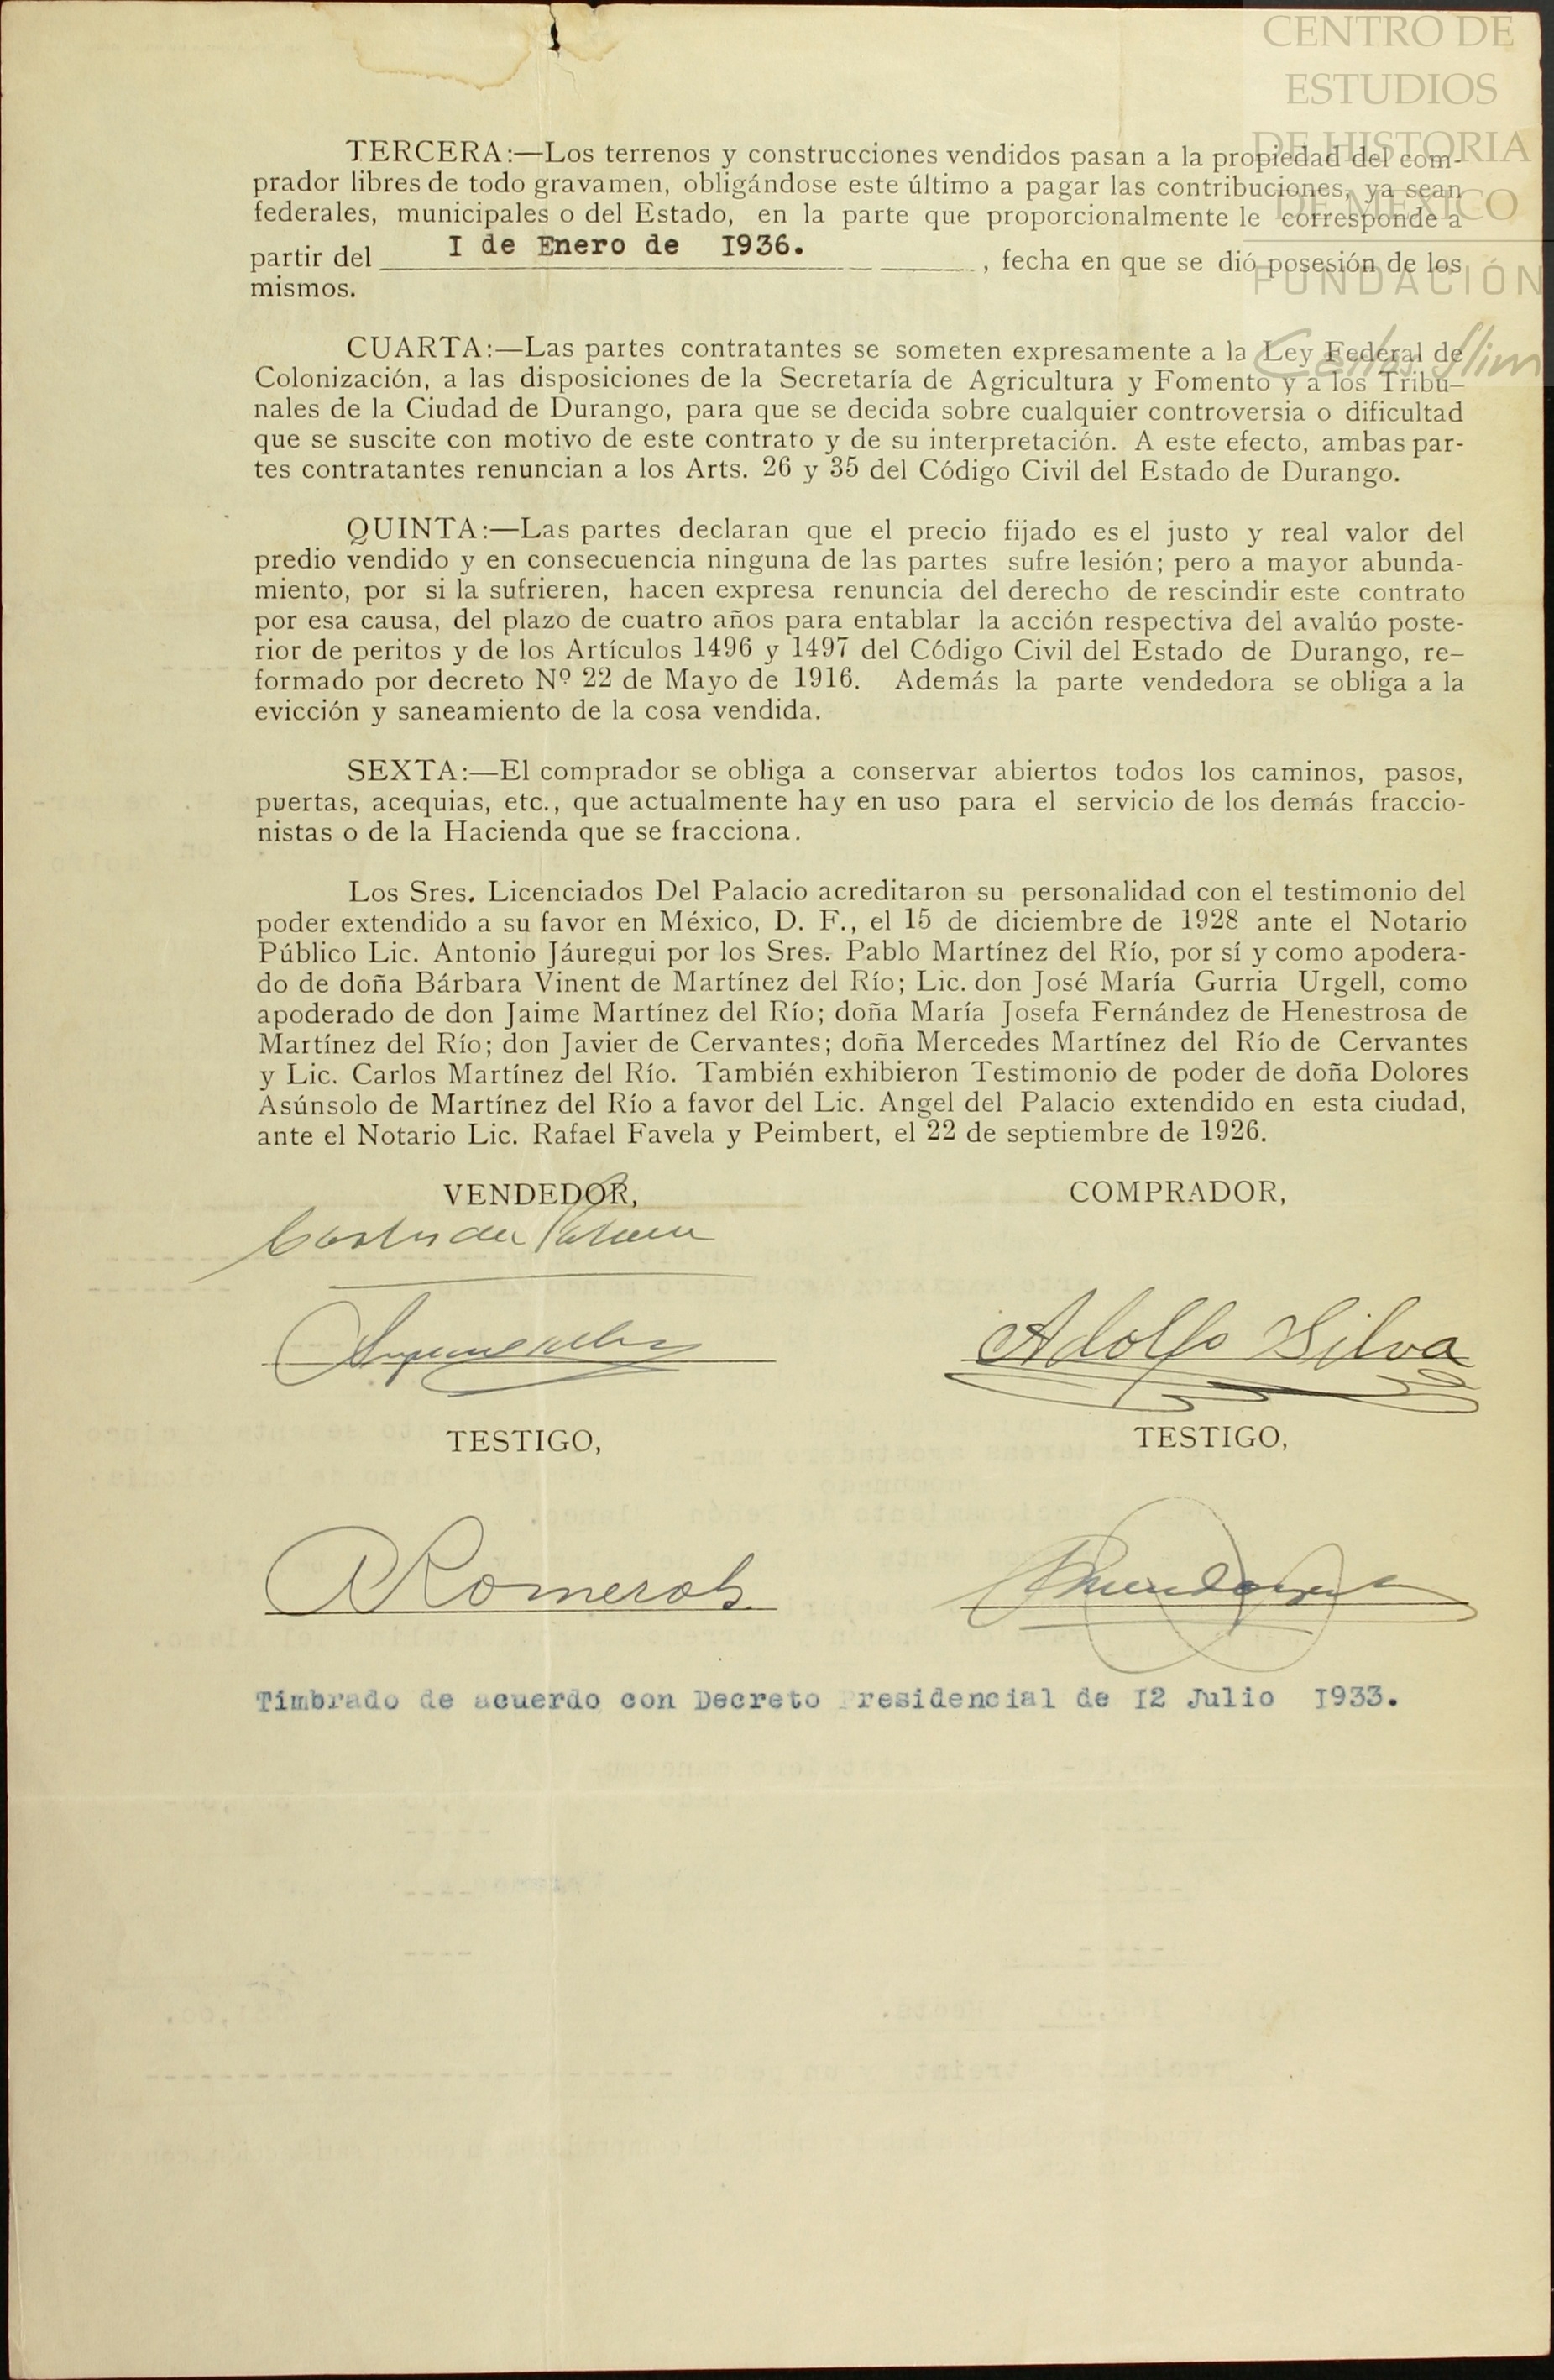 CENTRO DE
ESTUDIOS
DE HISTORIA
DE MÉXICO
FUNDACIÓN
Carlos Slim
TERCERA:—Los terrenos y construcciones vendidos pasan a la propiedad del com-
prador libres de todo gravamen, obligándose este último a pagar las contribuciones, ya sean
federales, municipales o del Estado, en la parte que proporcionalmente le corresponde a
partir del I de Enero de 1936. , fecha en que se dió posesión de los
mismos.
CUARTA:—Las partes contratantes se someten expresamente a la Ley Federal de
Colonización, a las disposiciones de la Secretaría de Agricultura y Fomento y a los Tribu-
nales de la Ciudad de Durango, para que se decida sobre cualquier controversia o dificultad
que se suscite con motivo de este contrato y de su interpretación. A este efecto, ambas par-
tes contratantes renuncian a los Arts. 26 y 35 del Código Civil del Estado de Durango.
QUINTA:—Las partes declaran que el precio fijado es el justo y real valor del
predio vendido y en consecuencia ninguna de las partes sufre lesión; pero a mayor abunda-
miento, por si la sufrieren, hacen expresa renuncia del derecho de rescindir este contrato
por esa causa, del plazo de cuatro años para entablar la acción respectiva del avalúo poste-
rior de peritos y de los Artículos 1496 y 1497 del Código Civil del Estado de Durango, re-
formado por decreto Nº 22 de Mayo de 1916. Además la parte vendedora se obliga a la
evicción y saneamiento de la cosa vendida.
SEXTA:—El comprador se obliga a conservar abiertos todos los caminos, pasos,
puertas, acequias, etc., que actualmente hay en uso para el servicio de los demás fraccio-
nistas o de la Hacienda que se fracciona.
Los Sres. Licenciados Del Palacio acreditaron su personalidad con el testimonio del
poder extendido a su favor en México, D. F., el 15 de diciembre de 1928 ante el Notario
Público Lic. Antonio Jáuregui por los Sres. Pablo Martínez del Río, por sí y como apodera-
do de doña Bárbara Vinent de Martínez del Río; Lic. don José María Gurria Urgell, como
apoderado de don Jaime Martínez del Río; doña María Josefa Fernández de Henestrosa de
Martínez del Río; don Javier de Cervantes; doña Mercedes Martínez del Río de Cervantes
y Lic. Carlos Martínez del Río. También exhibieron Testimonio de poder de doña Dolores
Asúnsolo de Martínez del Río a favor del Lic. Angel del Palacio extendido en esta ciudad,
ante el Notario Lic. Rafael Favela y Peimbert, el 22 de septiembre de 1926.
VENDEDOR,
COMPRADOR,
Adolfo Silva
TESTIGO,
TESTIGO,
Timbrado de acuerdo con Decreto Presidencial de 12 Julio 1933.